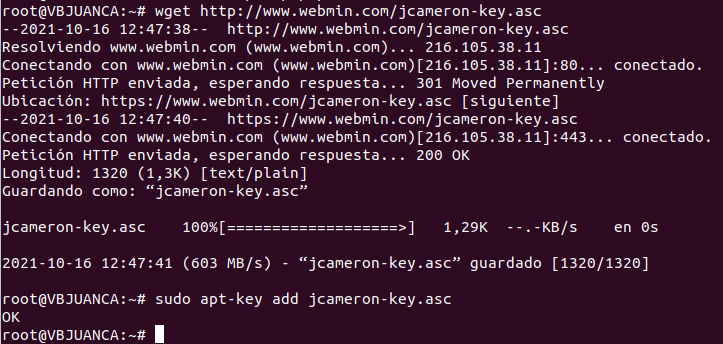 root@VBJUANCA:~# wget http://www.webmin.com/jcameron-key.asc
--2021-10-16 12:47:38--  http://www.webmin.com/jcameron-key.asc
Resolviendo www.webmin.com (www.webmin.com)... 216.105.38.11
Conectando con www.webmin.com (www.webmin.com)[216.105.38.11]:80... conectado.
Petición HTTP enviada, esperando respuesta... 301 Moved Permanently
Ubicación: https://www.webmin.com/jcameron-key.asc [siguiente]
--2021-10-16 12:47:40--  https://www.webmin.com/jcameron-key.asc
Conectando con www.webmin.com (www.webmin.com)[216.105.38.11]:443... conectado.
Petición HTTP enviada, esperando respuesta... 200 OK
Longitud: 1320 (1,3K) [text/plain]
Guardando como: “jcameron-key.asc”
jcameron-key.asc    100%[===================>]   1,29K  --.-KB/s    en 0s
2021-10-16 12:47:41 (603 MB/s) - “jcameron-key.asc” guardado [1320/1320]
root@VBJUANCA:~# sudo apt-key add jcameron-key.asc
OK
root@VBJUANCA:~#